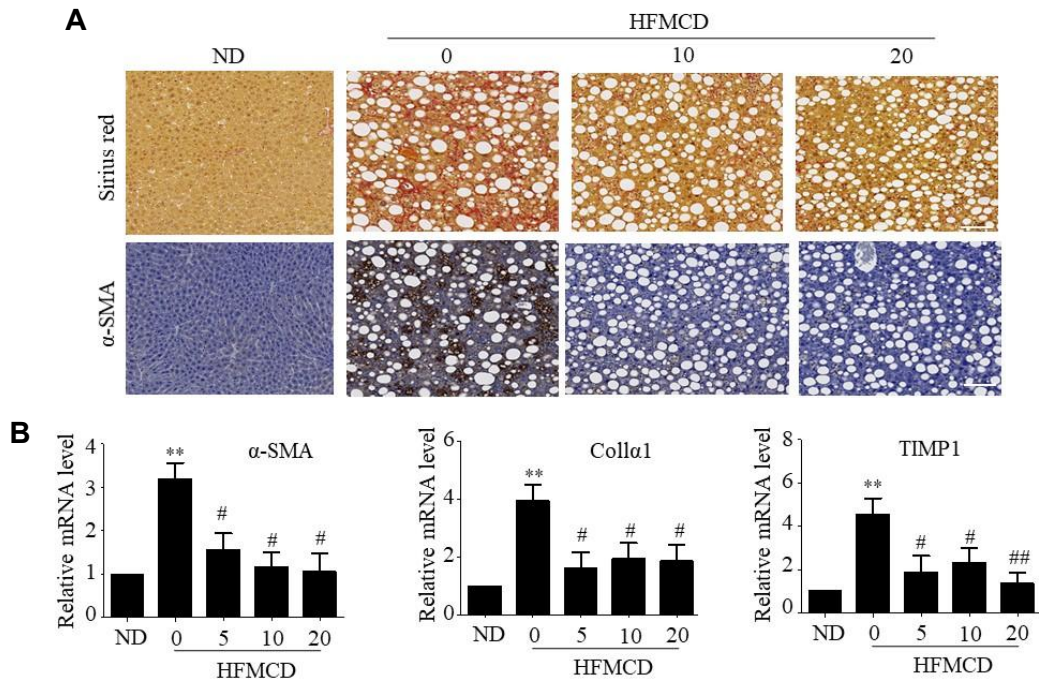 A
HFMCD
ND 0 10 20
Sirius red
α-SMA
B
α-SMA
Relative mRNA level
4
3
2
1
0
ND 0 5 10 20
HFMCD
** # # #
Collα1
Relative mRNA level
6
4
2
0
ND 0 5 10 20
HFMCD
** # # #
TIMP1
Relative mRNA level
8
6
4
2
0
ND 0 5 10 20
HFMCD
** # # ##